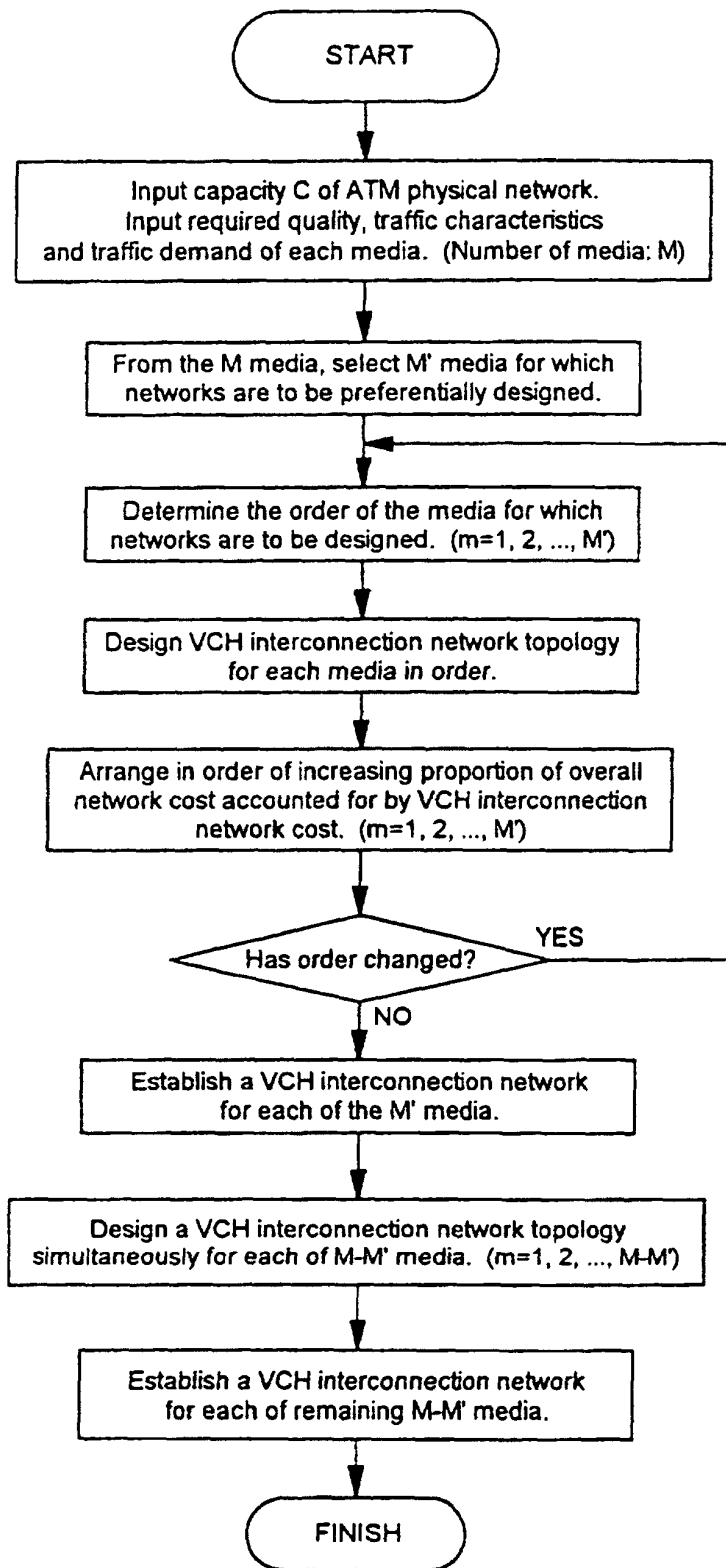 START
Input capacity C of ATM physical network.
Input required quality, traffic characteristics
and traffic demand of each media. (Number of media: M)
From the M media, select M' media for which
networks are to be preferentially designed.
Determine the order of the media for which
networks are to be designed. (m=1, 2, ..., M')
Design VCH interconnection network topology
for each media in order.
Arrange in order of increasing proportion of overall
network cost accounted for by VCH interconnection
network cost. (m=1, 2, ..., M')
Has order changed?
YES
NO
Establish a VCH interconnection network
for each of the M' media.
Design a VCH interconnection network topology
simultaneously for each of M-M' media. (m=1, 2, ..., M-M')
Establish a VCH interconnection network
for each of remaining M-M' media.
FINISH